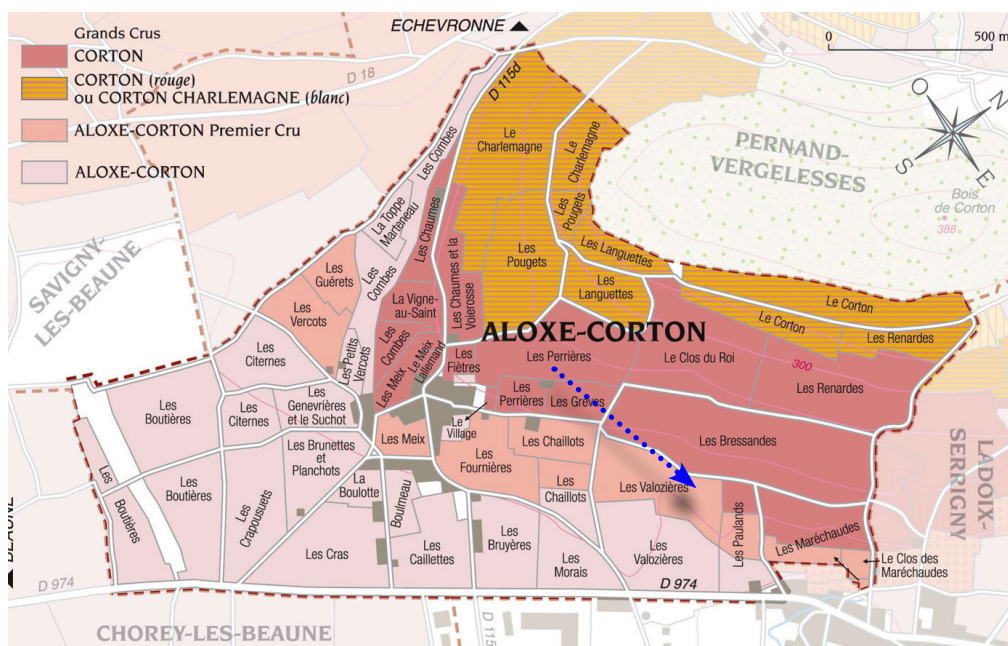 ECHEVRONNE
Grands Crus
CORTON
CORTON (rouge)
ou CORTON CHARLEMAGNE (blanc)
ALOXE-CORTON Premier Cru
ALOXE-CORTON
0
500 m
D 18
D 115d
O
N
S
E
PERNAND-
VERGELESSES
Bois
de Corton
388
SAVIGNY-
LES-BEAUNE
Les Combes
La Toppe
Marteneau
Le
Charlemagne
Le Charlemagne
Les
Pougets
Les Chaumes
Les Chaumes et la
Voierosse
Les
Pougets
Les Languettes
Les
Languettes
Les
Guérets
Les
Combes
Les
Vercots
La Vigne-
au-Saint
Les
Combes
Le Meix
Lallemand
Les Petits
Vercots
Les Meix
Les
Fiètres
ALOXE-CORTON
Le Corton
Le Corton
Les Renardes
Les Perrières
Le Clos du Roi
300
Les Renardes
Les
Citernes
Les
Perrières
Les Grèves
Les Bressandes
Les
Boutières
Les
Citernes
Les
Genevrières
et le Suchot
Les Meix
Le
Village
Les
Fournières
Les Chaillots
Les
Chaillots
Les Valozières
LADOIX-
SERRIGNY
Les
Boutières
Les
Boutières
Les
Crapousuets
Les Brunettes
et
Planchots
La
Boulotte
Boulmeau
Les Cras
Les
Caillettes
Les
Bruyères
Les
Morais
Les
Valozières
Les Paulands
Les Maréchaudes
Le Clos des
Maréchaudes
BEAUNE
D 974
D 974
CHOREY-LES-BEAUNE